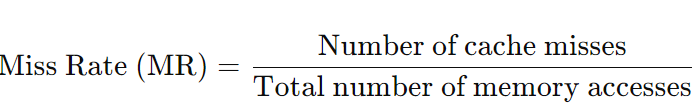 Miss Rate (MR) = Number of cache misses
Total number of memory accesses